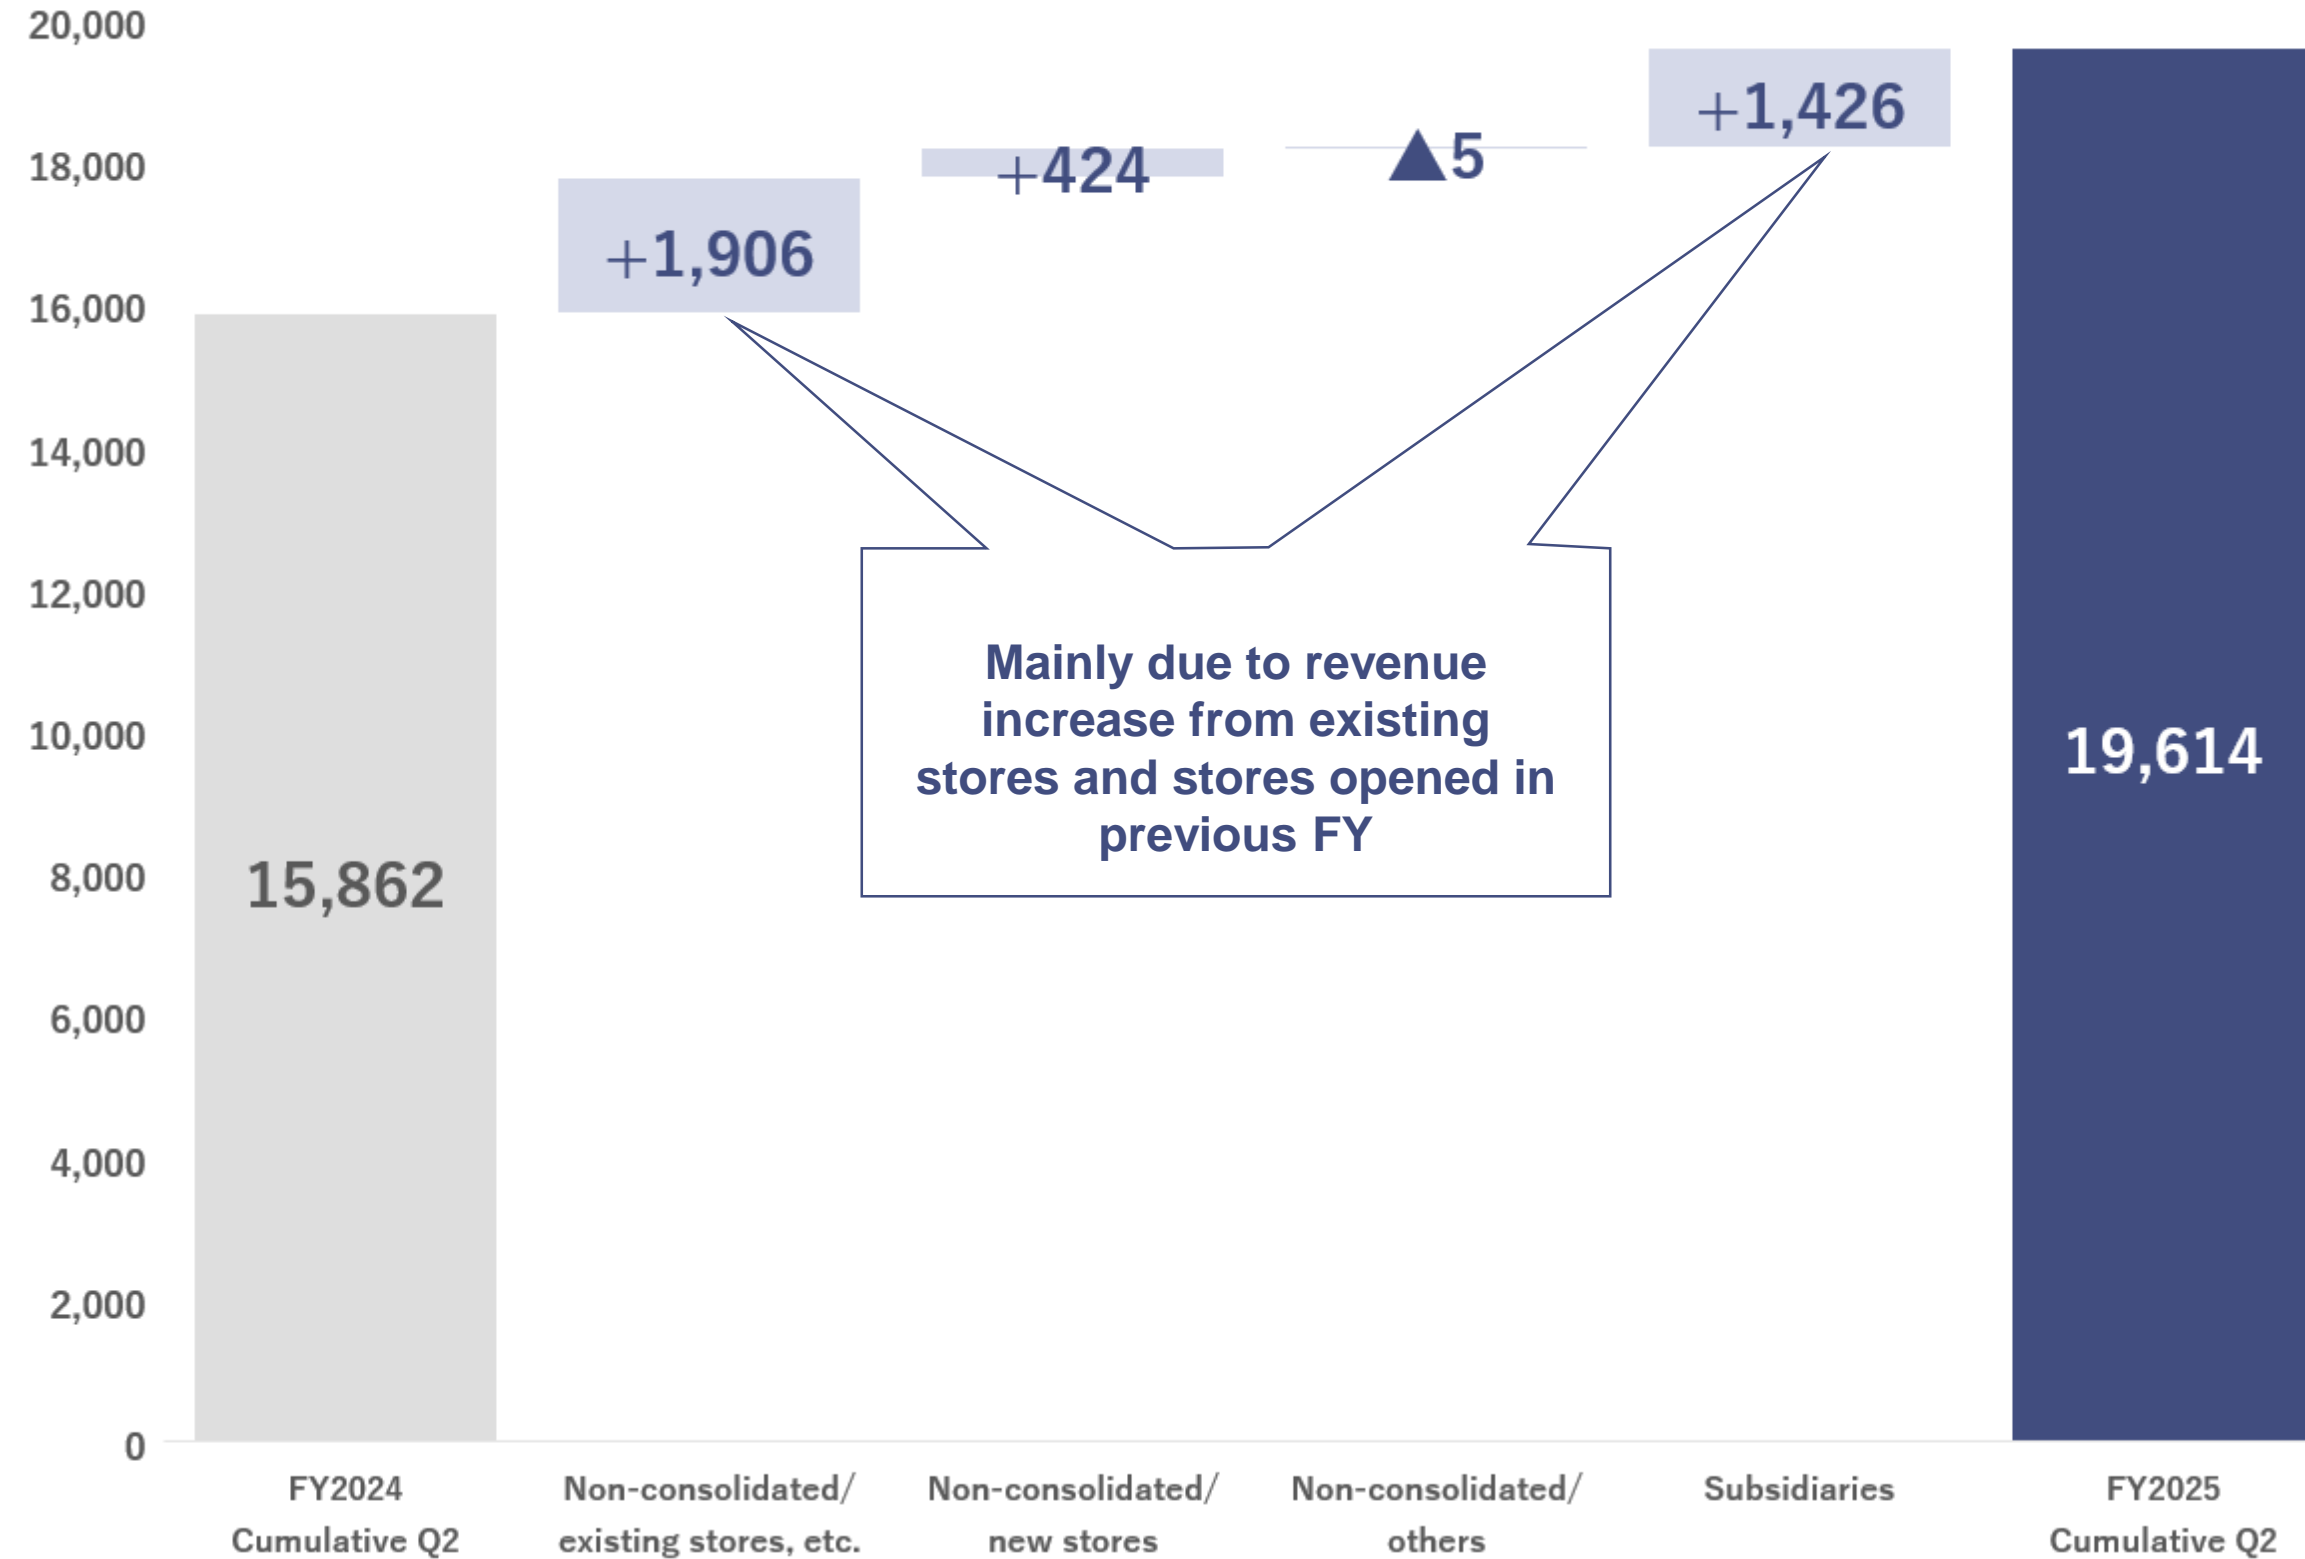 20,000
18,000
16,000
14,000
12,000
10,000
8,000
6,000
4,000
2,000
0
15,862
+1,906
+424
▲5
+1,426
19,614
Mainly due to revenue
increase from existing
stores and stores opened in
previous FY
FY2024
Cumulative Q2
Non-consolidated/
existing stores, etc.
Non-consolidated/
new stores
Non-consolidated/
others
Subsidiaries
FY2025
Cumulative Q2